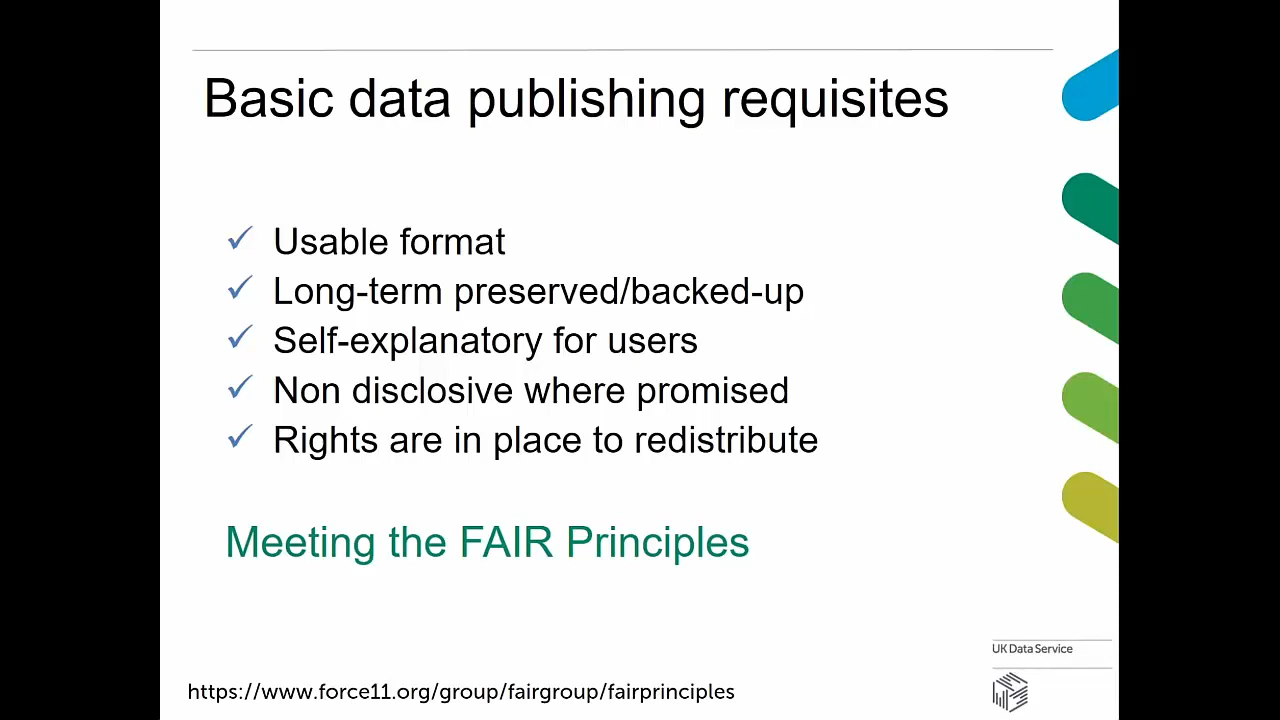 Basic data publishing requisites
Usable format
Long-term preserved/backed-up
Self-explanatory for users
Non disclosive where promised
Rights are in place to redistribute
Meeting the FAIR Principles
UK Data Service
https://www.force11.org/group/fairgroup/fairprinciples